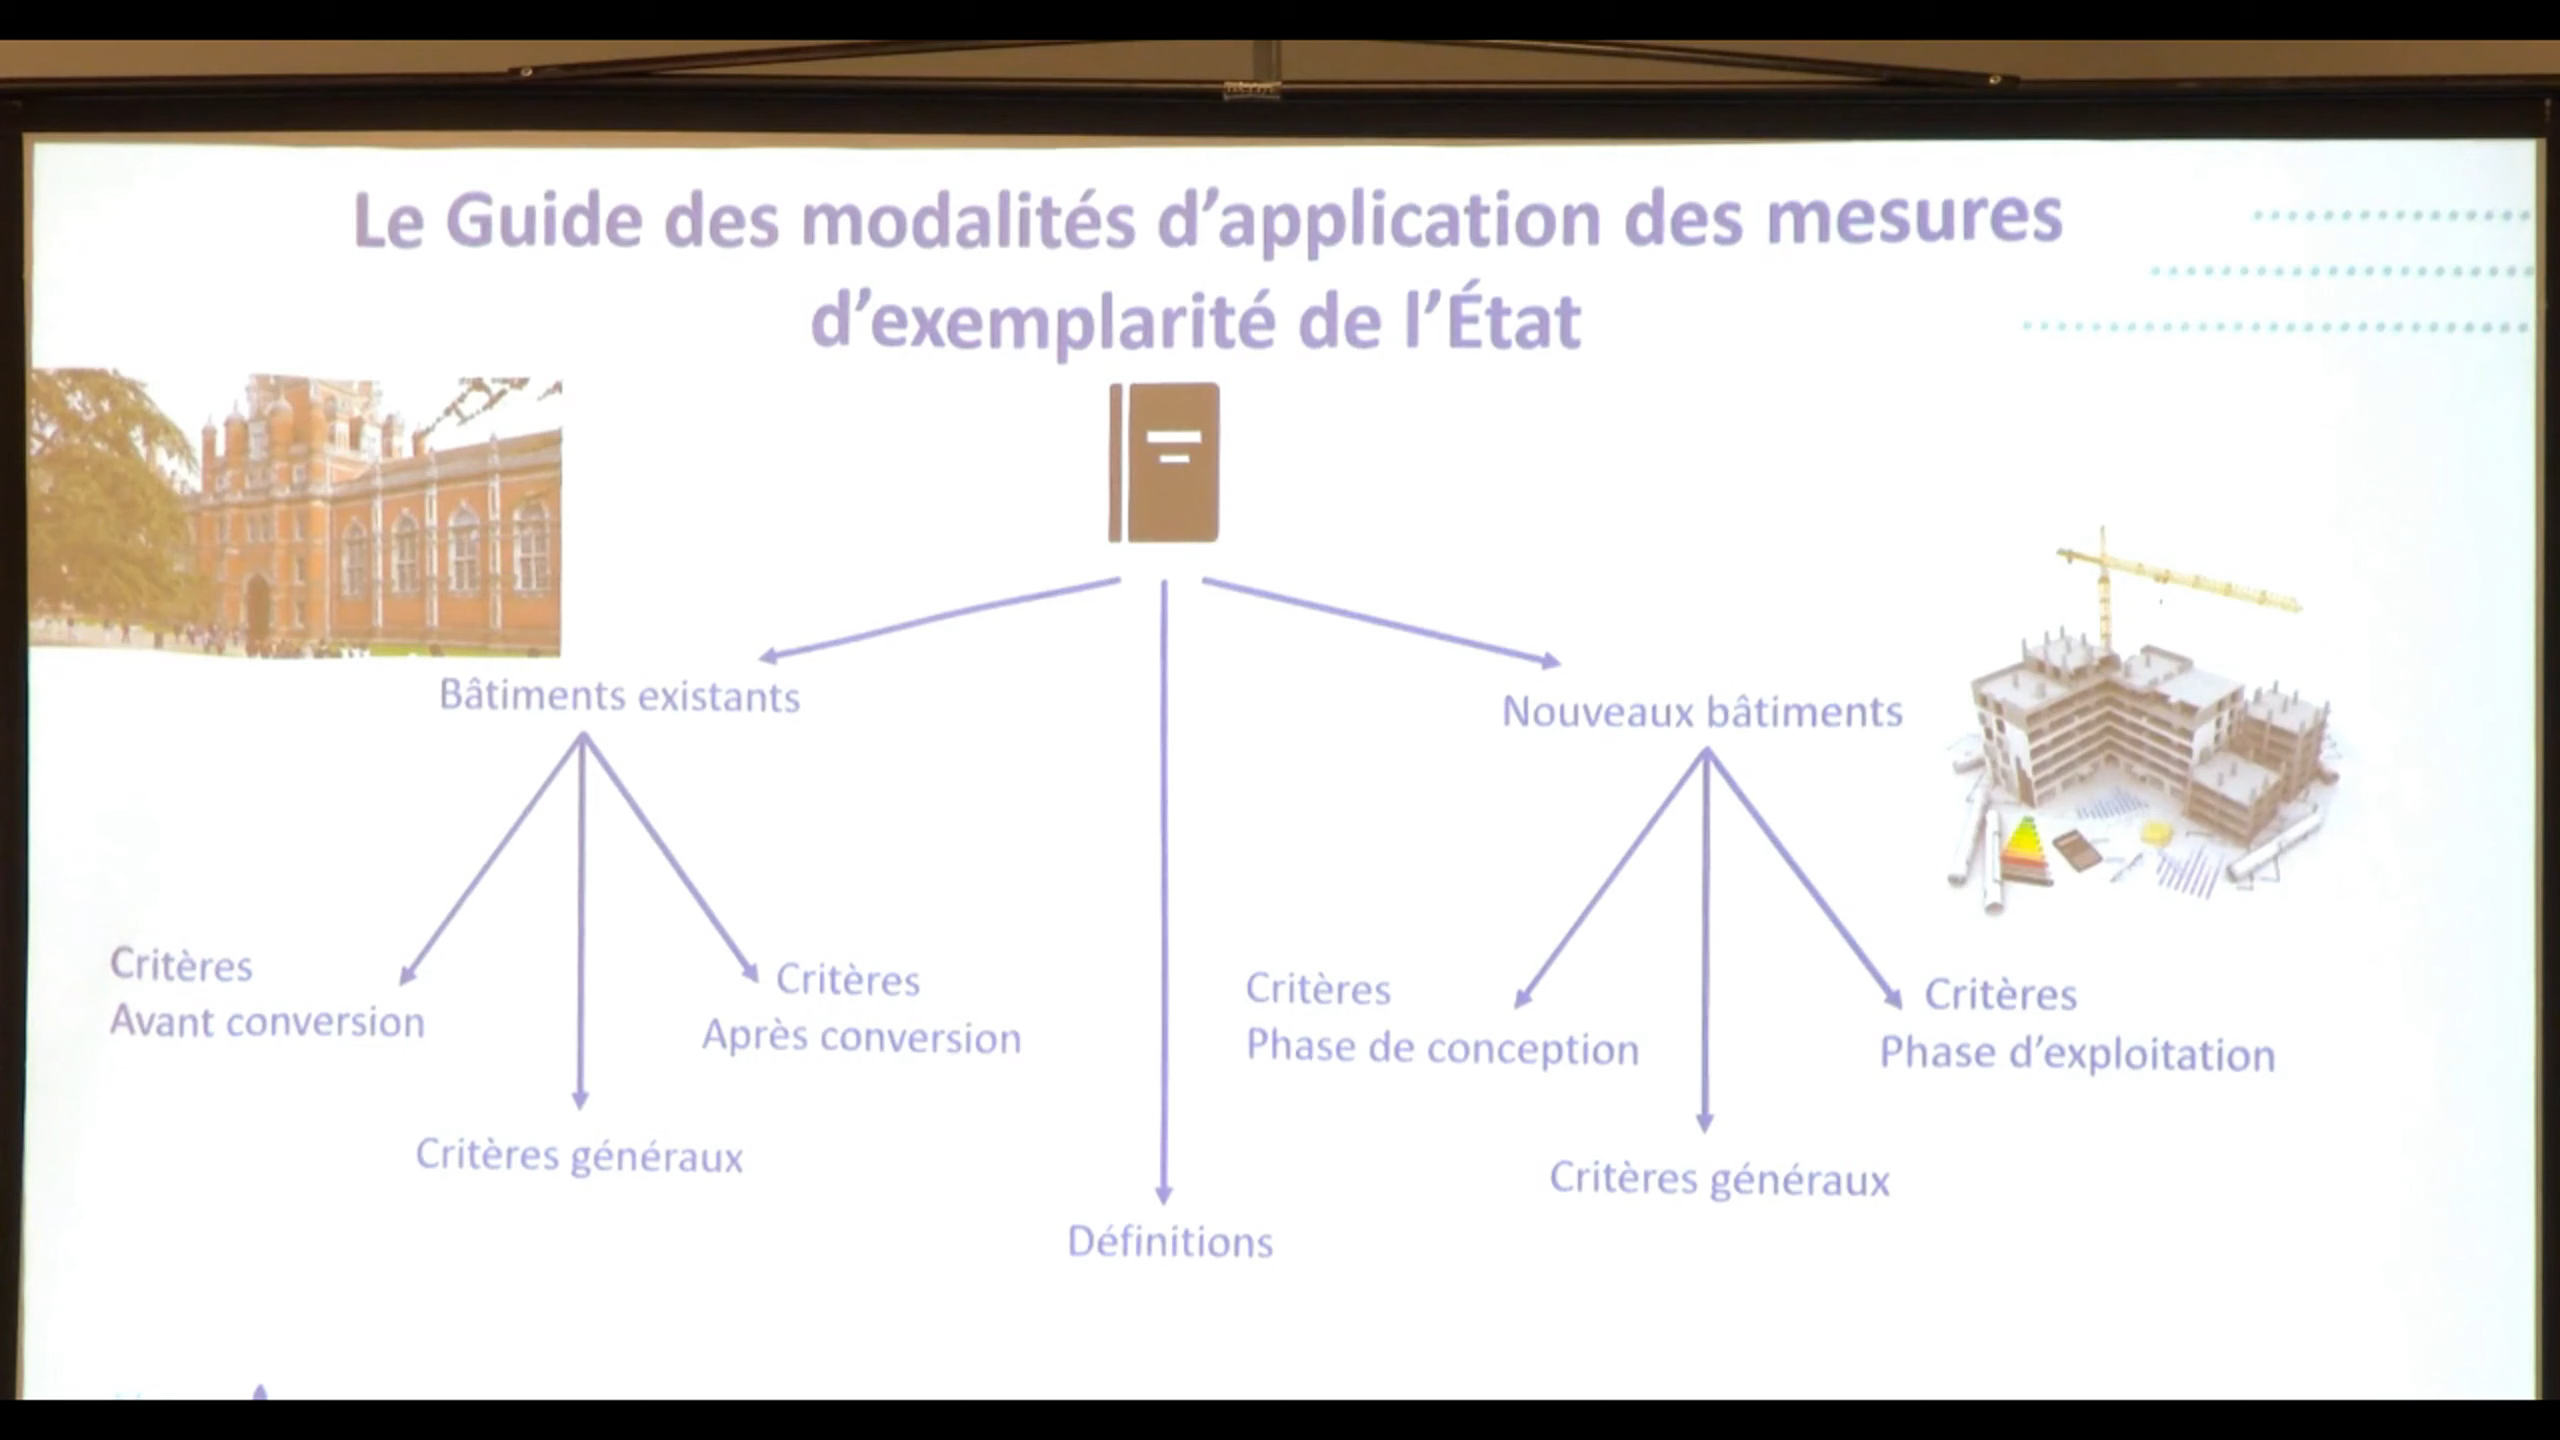 Le Guide des modalités d'application des mesures
d'exemplarité de l'État
Bâtiments existants
Nouveaux bâtiments
Critères
Avant conversion
Critères
Après conversion
Critères généraux
Définitions
Critères
Phase de conception
Critères
Phase d'exploitation
Critères généraux